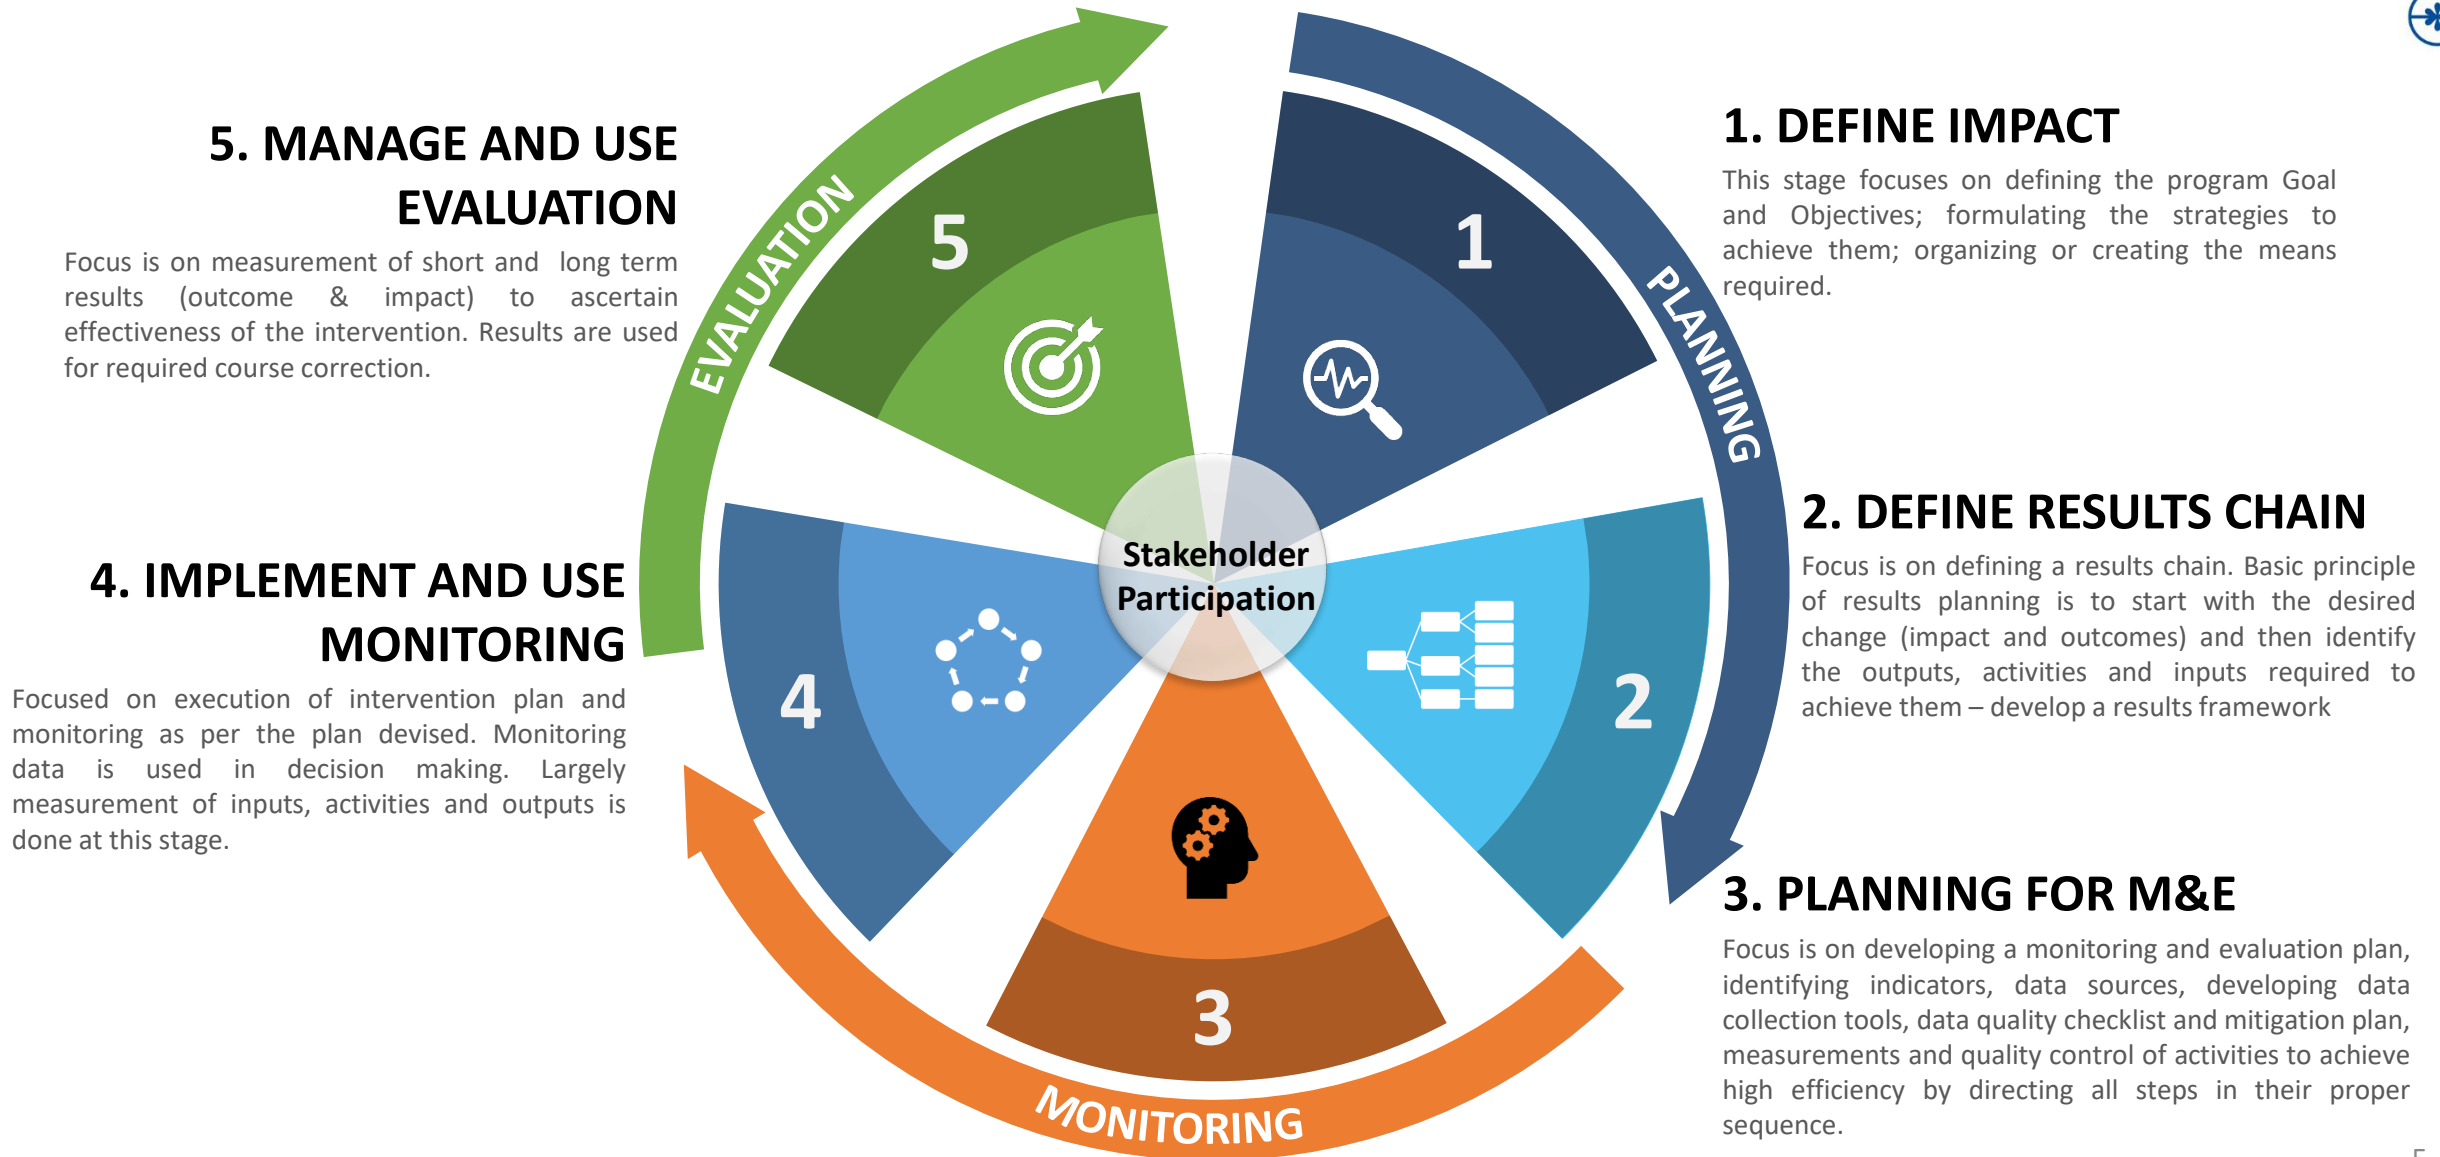 1. DEFINE IMPACT
This stage focuses on defining the program Goal
and Objectives; formulating the strategies to
achieve them; organizing or creating the means
required.
2. DEFINE RESULTS CHAIN
Focus is on defining a results chain. Basic principle
of results planning is to start with the desired
change (impact and outcomes) and then identify
the outputs, activities and inputs required to
achieve them – develop a results framework
3. PLANNING FOR M&E
Focus is on developing a monitoring and evaluation plan,
identifying indicators, data sources, developing data
collection tools, data quality checklist and mitigation plan,
measurements and quality control of activities to achieve
high efficiency by directing all steps in their proper
sequence.
4. IMPLEMENT AND USE
MONITORING
Focused on execution of intervention plan and
monitoring as per the plan devised. Monitoring
data is used in decision making. Largely
measurement of inputs, activities and outputs is
done at this stage.
5. MANAGE AND USE
EVALUATION
Focus is on measurement of short and long term
results (outcome & impact) to ascertain
effectiveness of the intervention. Results are used
for required course correction.
PLANNING
MONITORING
EVALUATION
1
2
3
4
5
Stakeholder
Participation